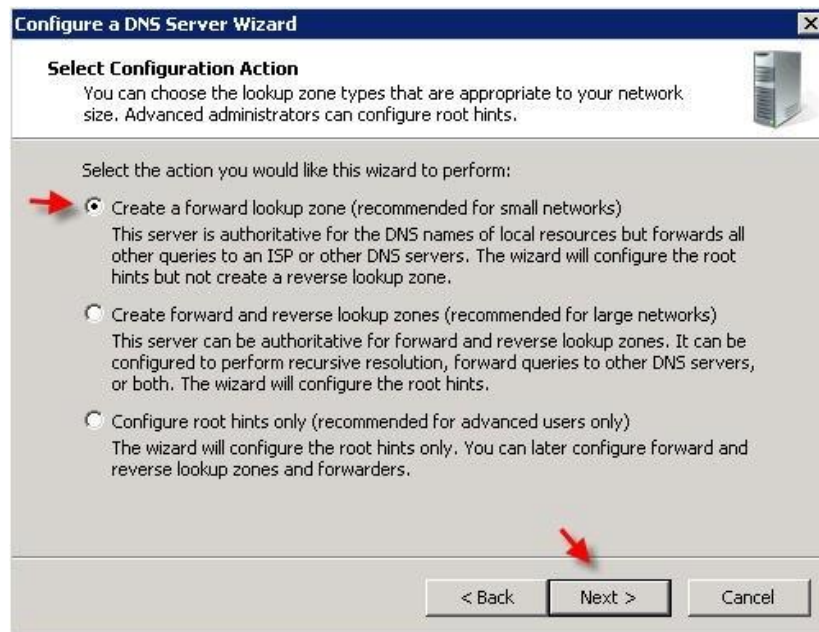 Configure a DNS Server Wizard
Select Configuration Action
You can choose the lookup zone types that are appropriate to your network
size. Advanced administrators can configure root hints.
Select the action you would like this wizard to perform:
Create a forward lookup zone (recommended for small networks)
This server is authoritative for the DNS names of local resources but forwards all
other queries to an ISP or other DNS servers. The wizard will configure the root
hints but not create a reverse lookup zone.
Create forward and reverse lookup zones (recommended for large networks)
This server can be authoritative for forward and reverse lookup zones. It can be
configured to perform recursive resolution, forward queries to other DNS servers,
or both. The wizard will configure the root hints.
Configure root hints only (recommended for advanced users only)
The wizard will configure the root hints only. You can later configure forward and
reverse lookup zones and forwarders.
< Back Next > Cancel